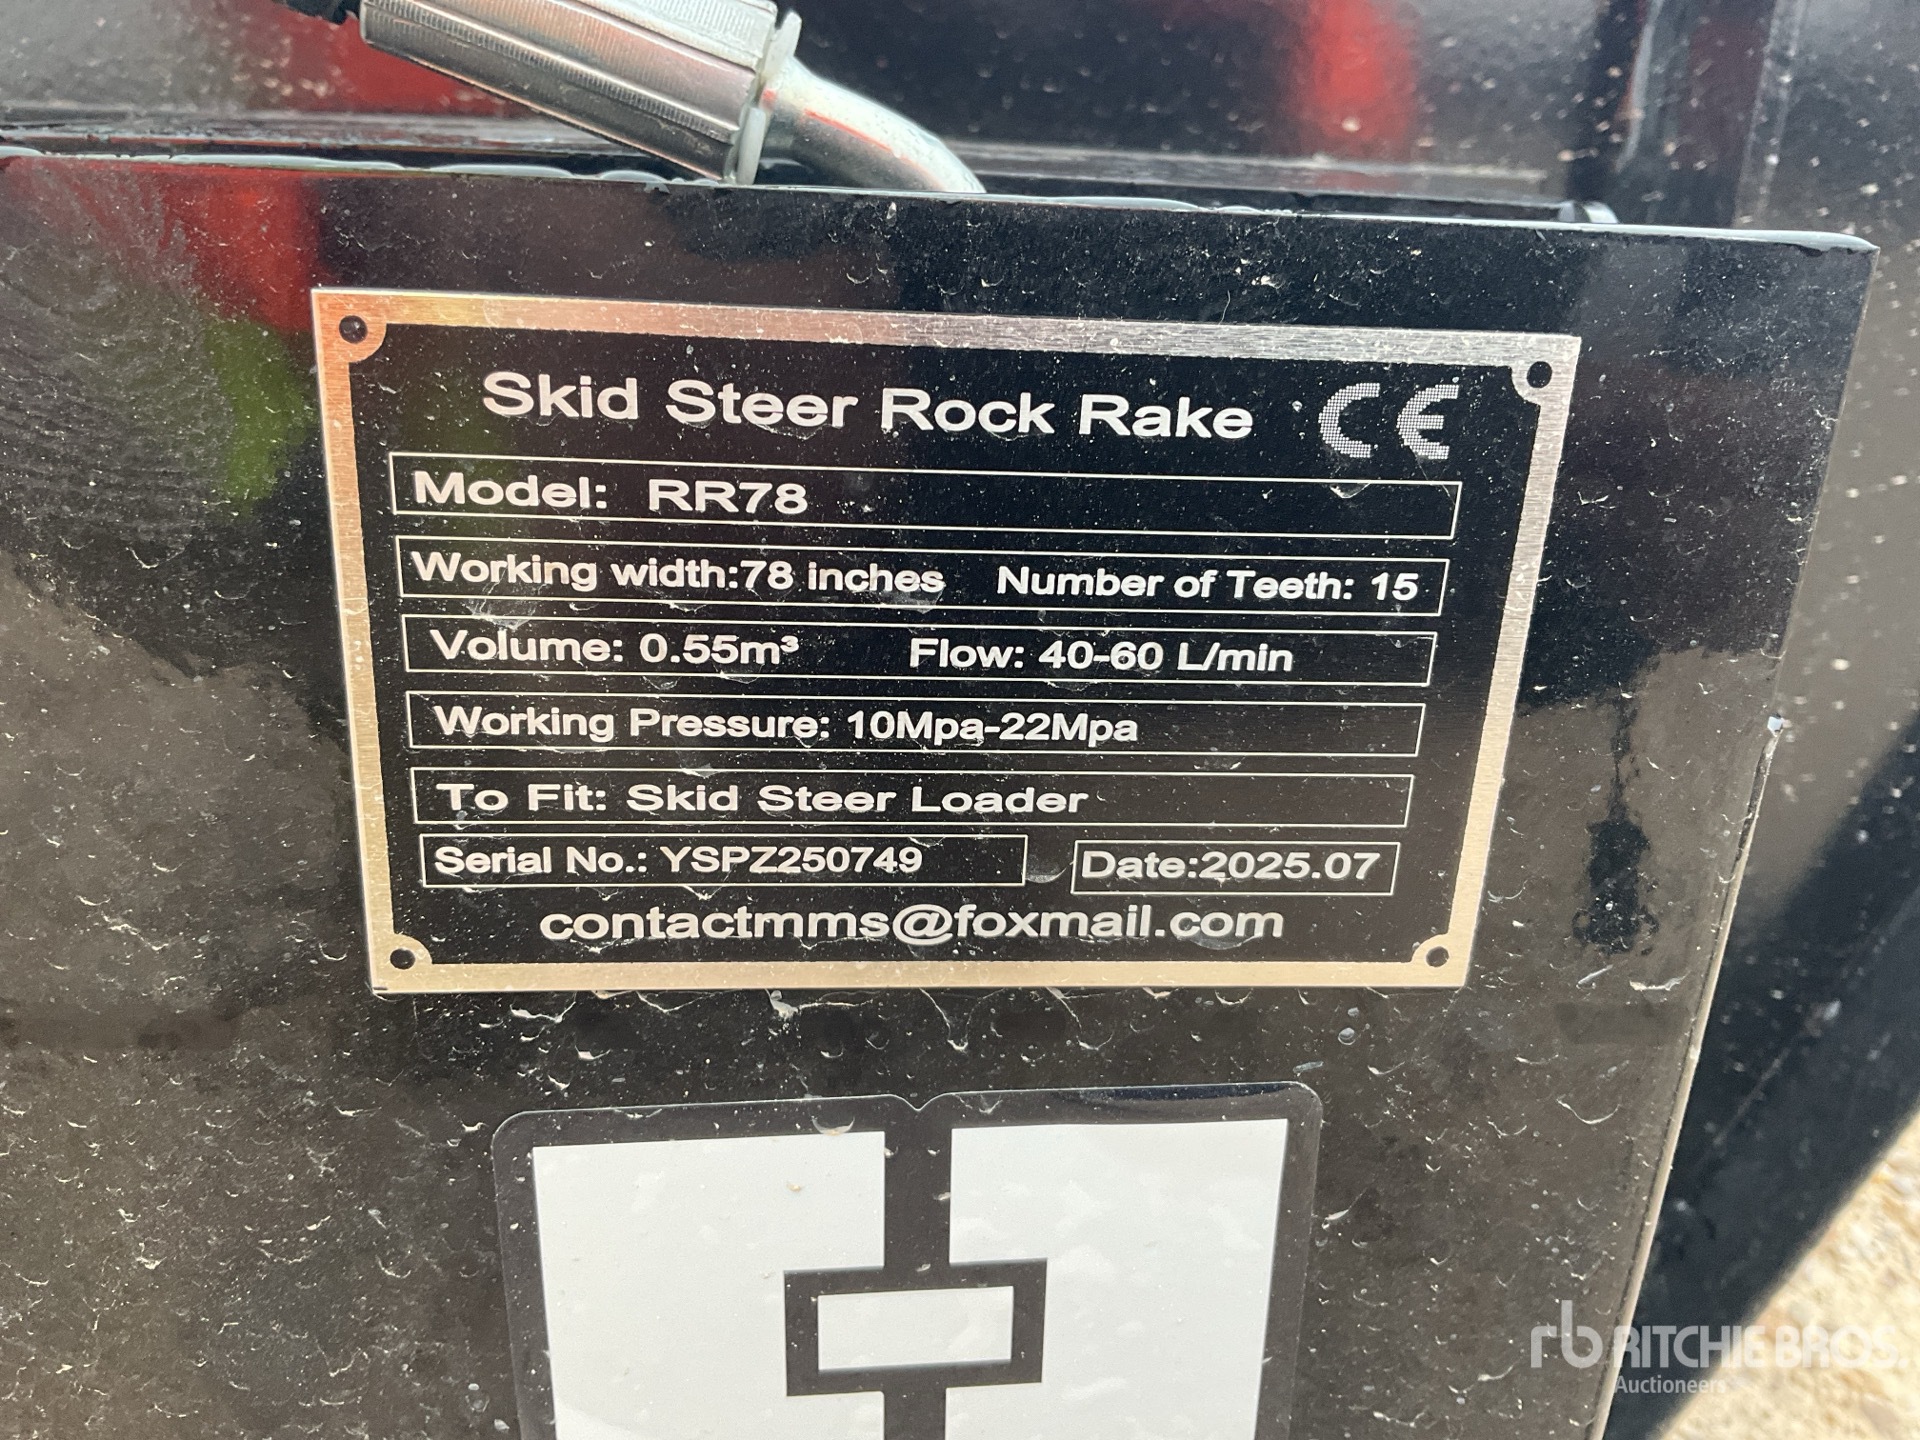 Skid Steer Rock Rake CE
Model: RR78
Working width:78 inches Number of Teeth: 15
Volume: 0.55m³ Flow: 40-60 L/min
Working Pressure: 10Mpa-22Mpa
To Fit: Skid Steer Loader
Serial No.: YSPZ250749 Date:2025.07
contactmms@foxmail.com
rb RITCHIE BROS.
Auctioneers